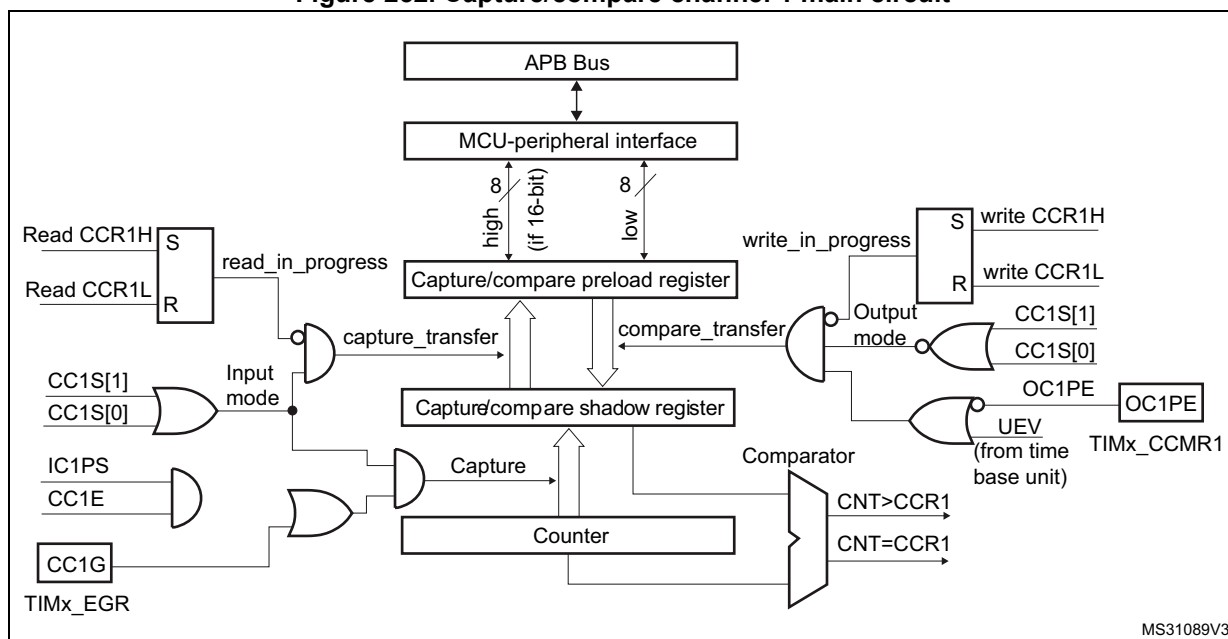 Figure 262. Capture/compare channel 1 main circuit
APB Bus
MCU-peripheral interface
8
high
(if 16-bit)
8
low
Read CCR1H
S
read_in_progress
Read CCR1L
R
write CCR1H
S
write_in_progress
write CCR1L
R
Capture/compare preload register
capture_transfer
compare_transfer
Output
mode
CC1S[1]
CC1S[0]
Input
mode
CC1S[1]
CC1S[0]
Capture/compare shadow register
OC1PE
OC1PE
UEV
(from time
base unit)
TIMx_CCMR1
IC1PS
CC1E
Capture
Comparator
Counter
CNT>CCR1
CNT=CCR1
CC1G
TIMx_EGR
MS31089V3